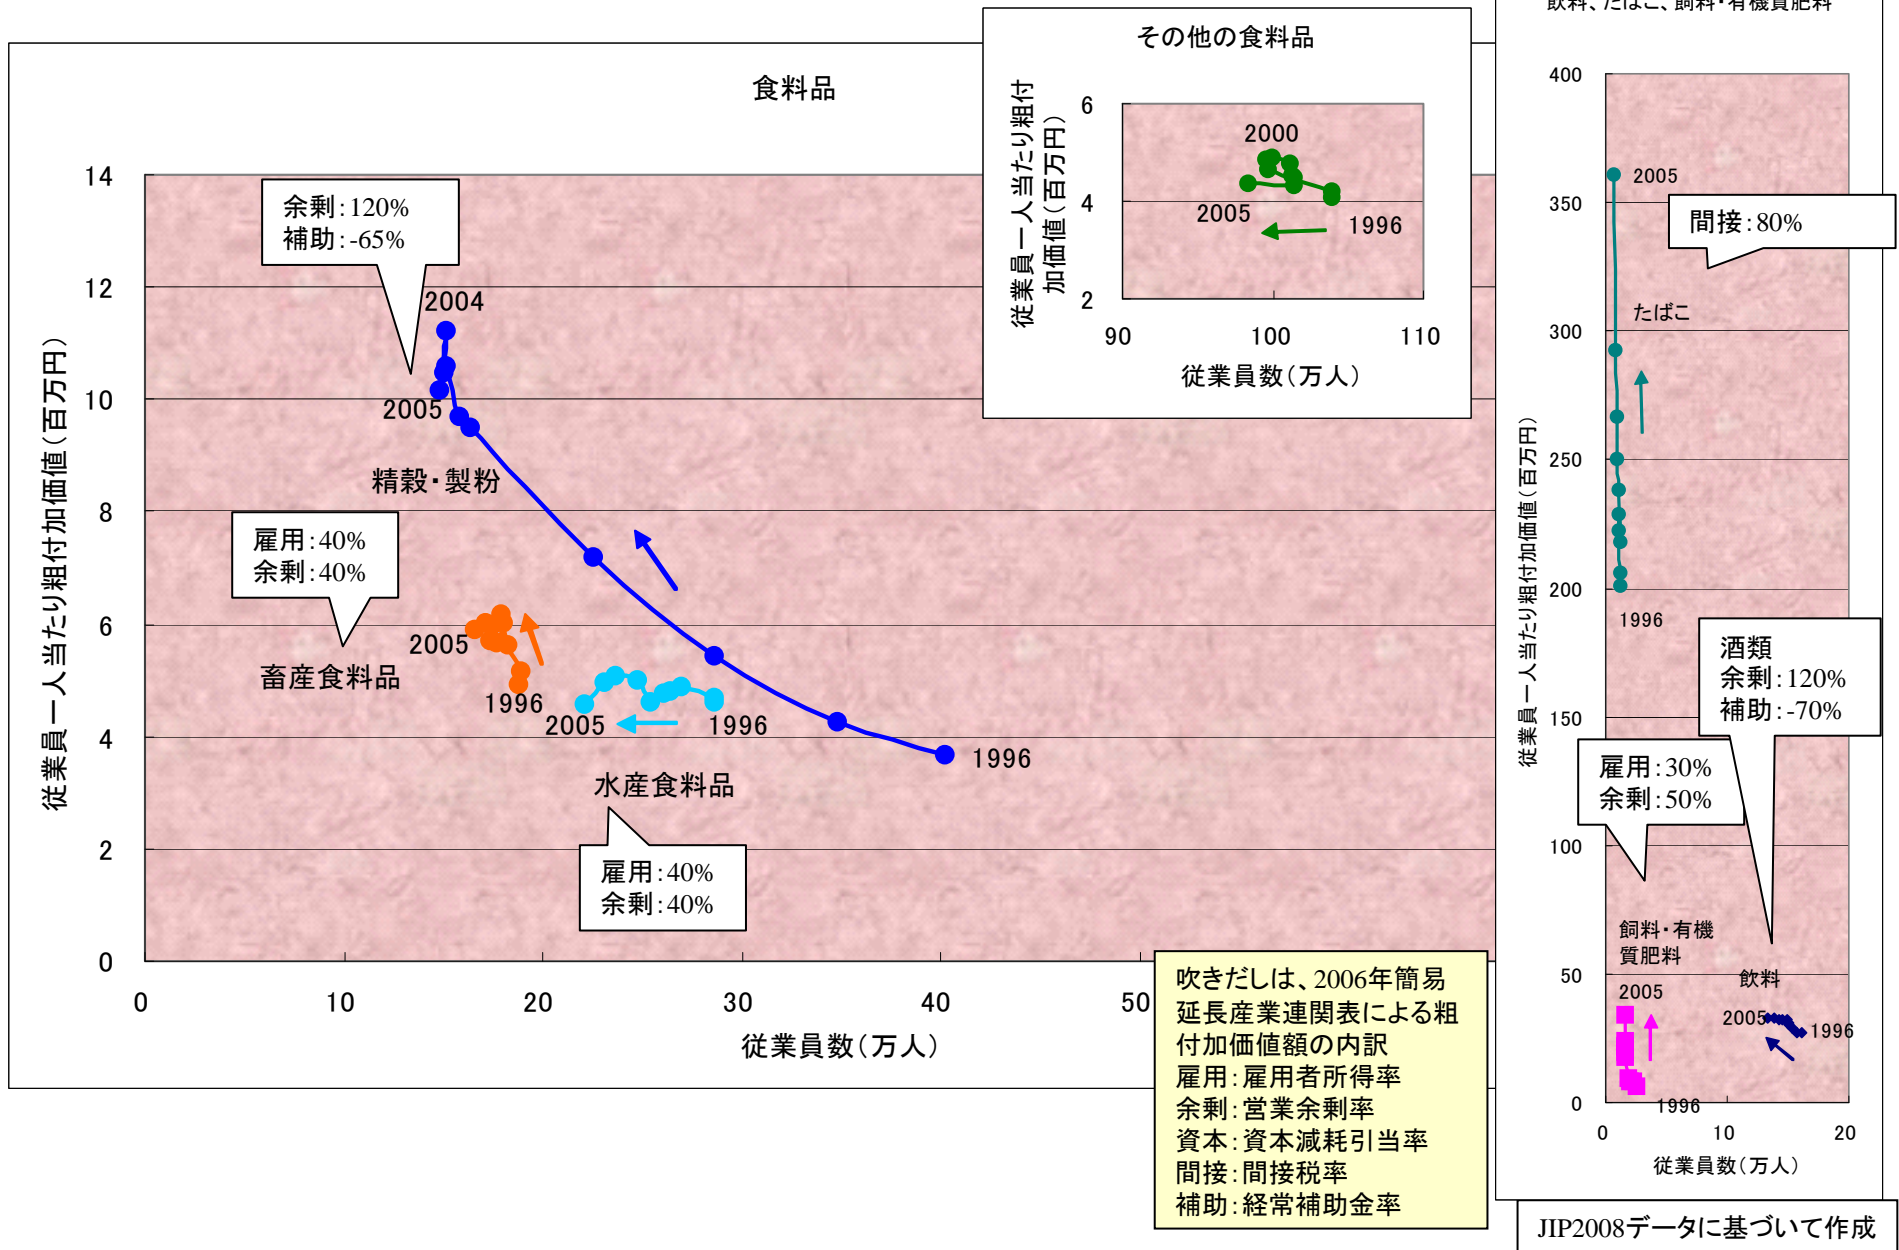 食料品
従業員一人当たり粗付加価値(百万円)
14
12
10
8
6
4
2
0
0
10
20
30
40
50
従業員数(万人)
余剰:120%
補助:-65%
2004
2005
精穀・製粉
1996
雇用:40%
余剰:40%
2005
畜産食料品
1996
2005
1996
水産食料品
雇用:40%
余剰:40%
その他の食料品
従業員一人当たり粗付
加価値(百万円)
6
4
2
2000
2005
1996
90
100
110
従業員数(万人)
吹きだしは、2006年簡易
延長産業連関表による粗
付加価値額の内訳
雇用:雇用者所得率
余剰:営業余剰率
資本:資本減耗引当率
間接:間接税率
補助:経常補助金率
飲料、たばこ、飼料・有機質肥料
従業員一人当たり粗付加価値(百万円)
400
350
300
250
200
150
100
50
0
2005
間接:80%
たばこ
1996
酒類
余剰:120%
補助:-70%
雇用:30%
余剰:50%
飼料・有機
質肥料
2005
1996
飲料
2005
1996
0
10
20
従業員数(万人)
JIP2008データに基づいて作成